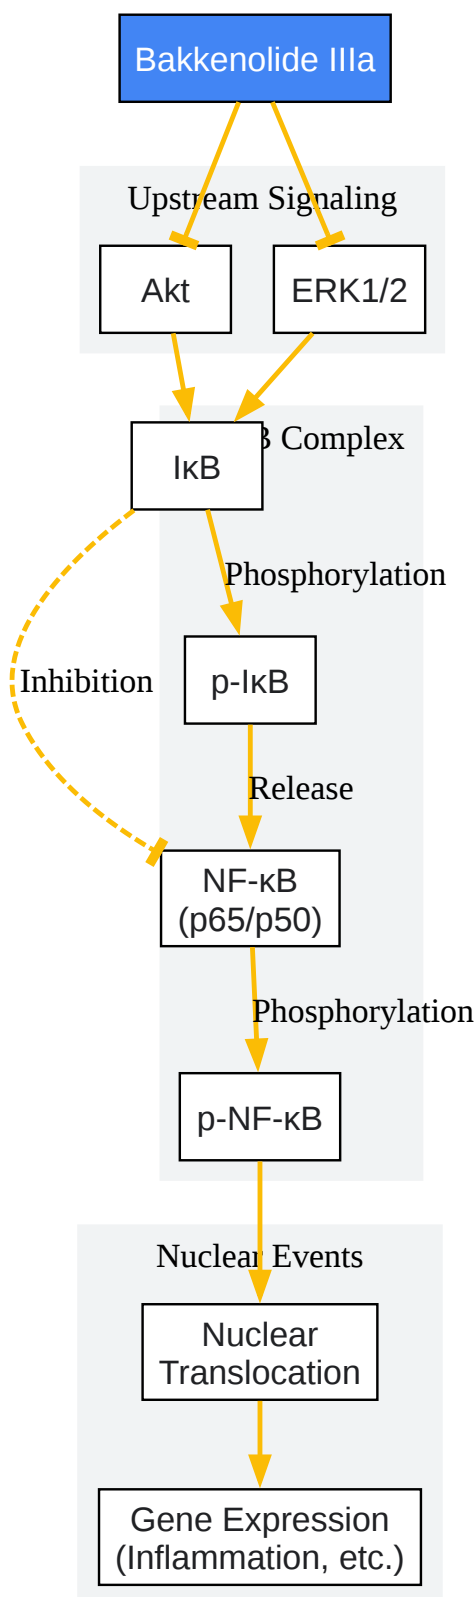 Bakkenolide IIIa
Upstream Signaling
Akt
ERK1/2
B Complex
IκB
Phosphorylation
Inhibition
p-IκB
Release
NF-κB
(p65/p50)
Phosphorylation
p-NF-κB
Nuclear Events
Nuclear
Translocation
Gene Expression
(Inflammation, etc.)